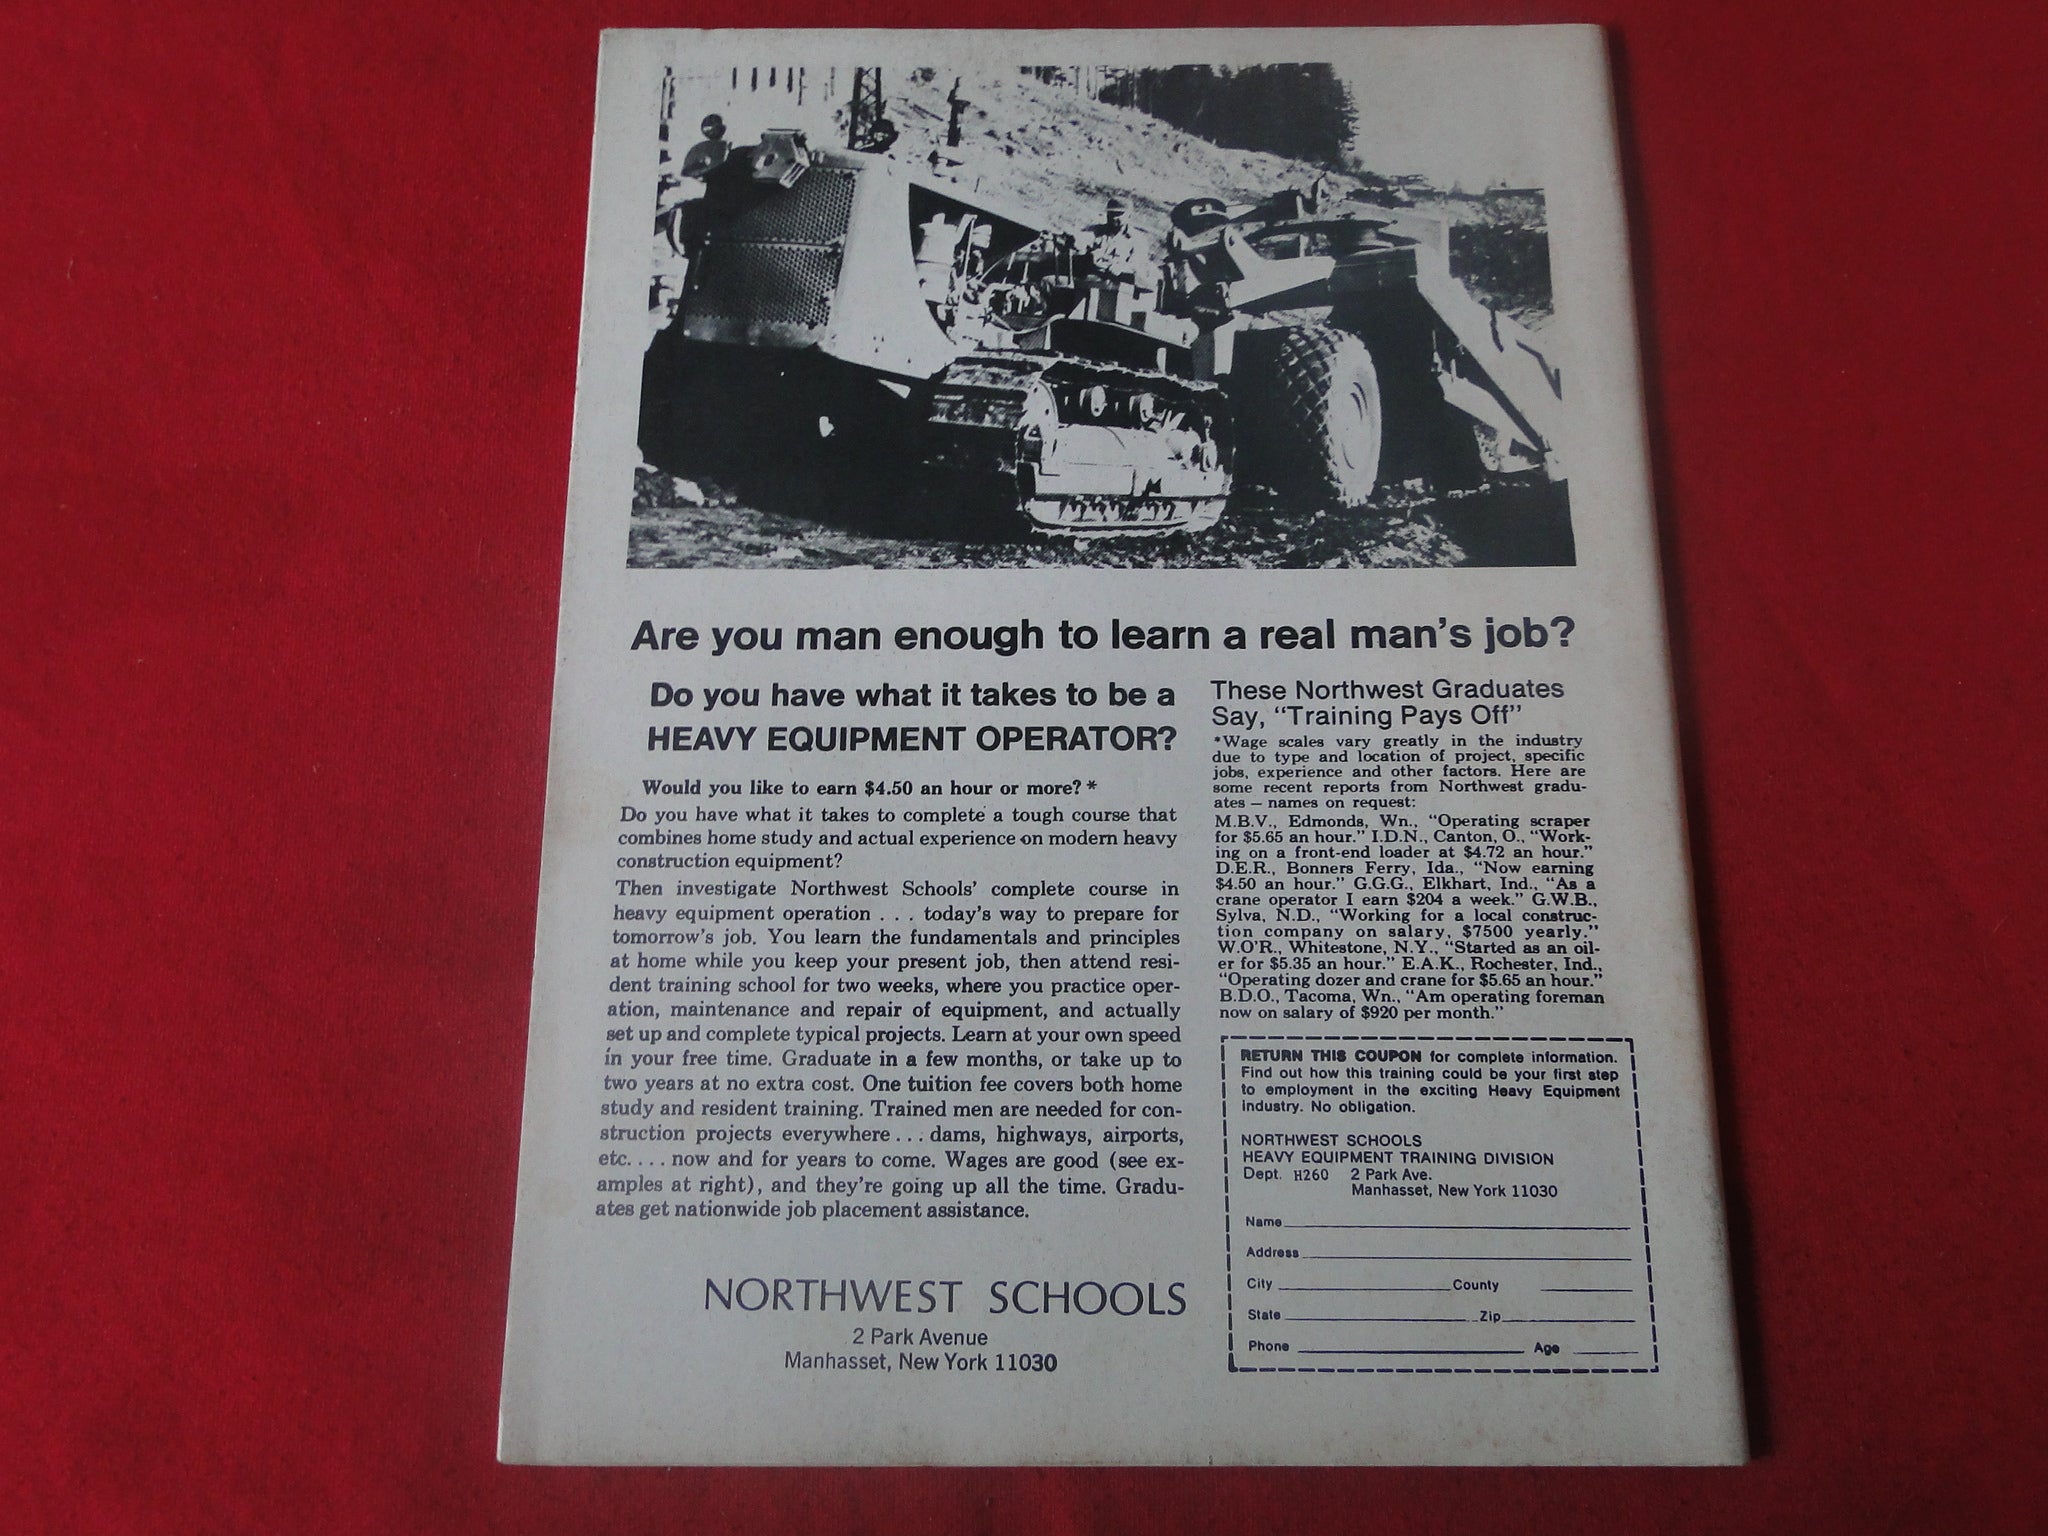 Are you man enough to learn a real man's job?
Do you have what it takes to be a
HEAVY EQUIPMENT OPERATOR?
Would you like to earn $4.50 an hour or more?*
Do you have what it takes to complete a tough course that
combines home study and actual experience on modern heavy
construction equipment?
Then investigate Northwest Schools' complete course in
heavy equipment operation . . . today's way to prepare for
tomorrow's job. You learn the fundamentals and principles
at home while you keep your present job, then attend resi-
dent training school for two weeks, where you practice oper-
ation, maintenance and repair of equipment, and actually
set up and complete typical projects. Learn at your own speed
in your free time. Graduate in a few months, or take up to
two years at no extra cost. One tuition fee covers both home
study and resident training. Trained men are needed for con-
struction projects everywhere . . . dams, highways, airports,
etc. . . . now and for years to come. Wages are good (see ex-
amples at right), and they're going up all the time. Gradu-
ates get nationwide job placement assistance.
NORTHWEST SCHOOLS
2 Park Avenue
Manhasset, New York 11030
These Northwest Graduates
Say, "Training Pays Off"
*Wage scales vary greatly in the industry
due to type and location of project, specific
jobs, experience and other factors. Here are
some recent reports from Northwest gradu-
ates — names on request:
M.B.V., Edmonds, Wn., "Operating scraper
for $5.65 an hour." I.D.N., Canton, O., "Work-
ing on a front-end loader at $4.72 an hour."
D.E.R., Bonners Ferry, Ida., "Now earning
$4.50 an hour." G.G.G., Elkhart, Ind., "As a
crane operator I earn $204 a week." G.W.B.,
Sylva, N.D., "Working for a local construc-
tion company on salary, $7500 yearly."
W.O'R., Whitestone, N.Y., "Started as an oil-
er for $5.35 an hour." E.A.K., Rochester, Ind.,
"Operating dozer and crane for $5.65 an hour."
B.D.O., Tacoma, Wn., "Am operating foreman
now on salary of $920 per month."
RETURN THIS COUPON for complete information.
Find out how this training could be your first step
to employment in the exciting Heavy Equipment
Industry. No obligation.
NORTHWEST SCHOOLS
HEAVY EQUIPMENT TRAINING DIVISION
Dept. H260 2 Park Ave.
Manhasset, New York 11030
Name
Address
City County
State Zip
Phone Age